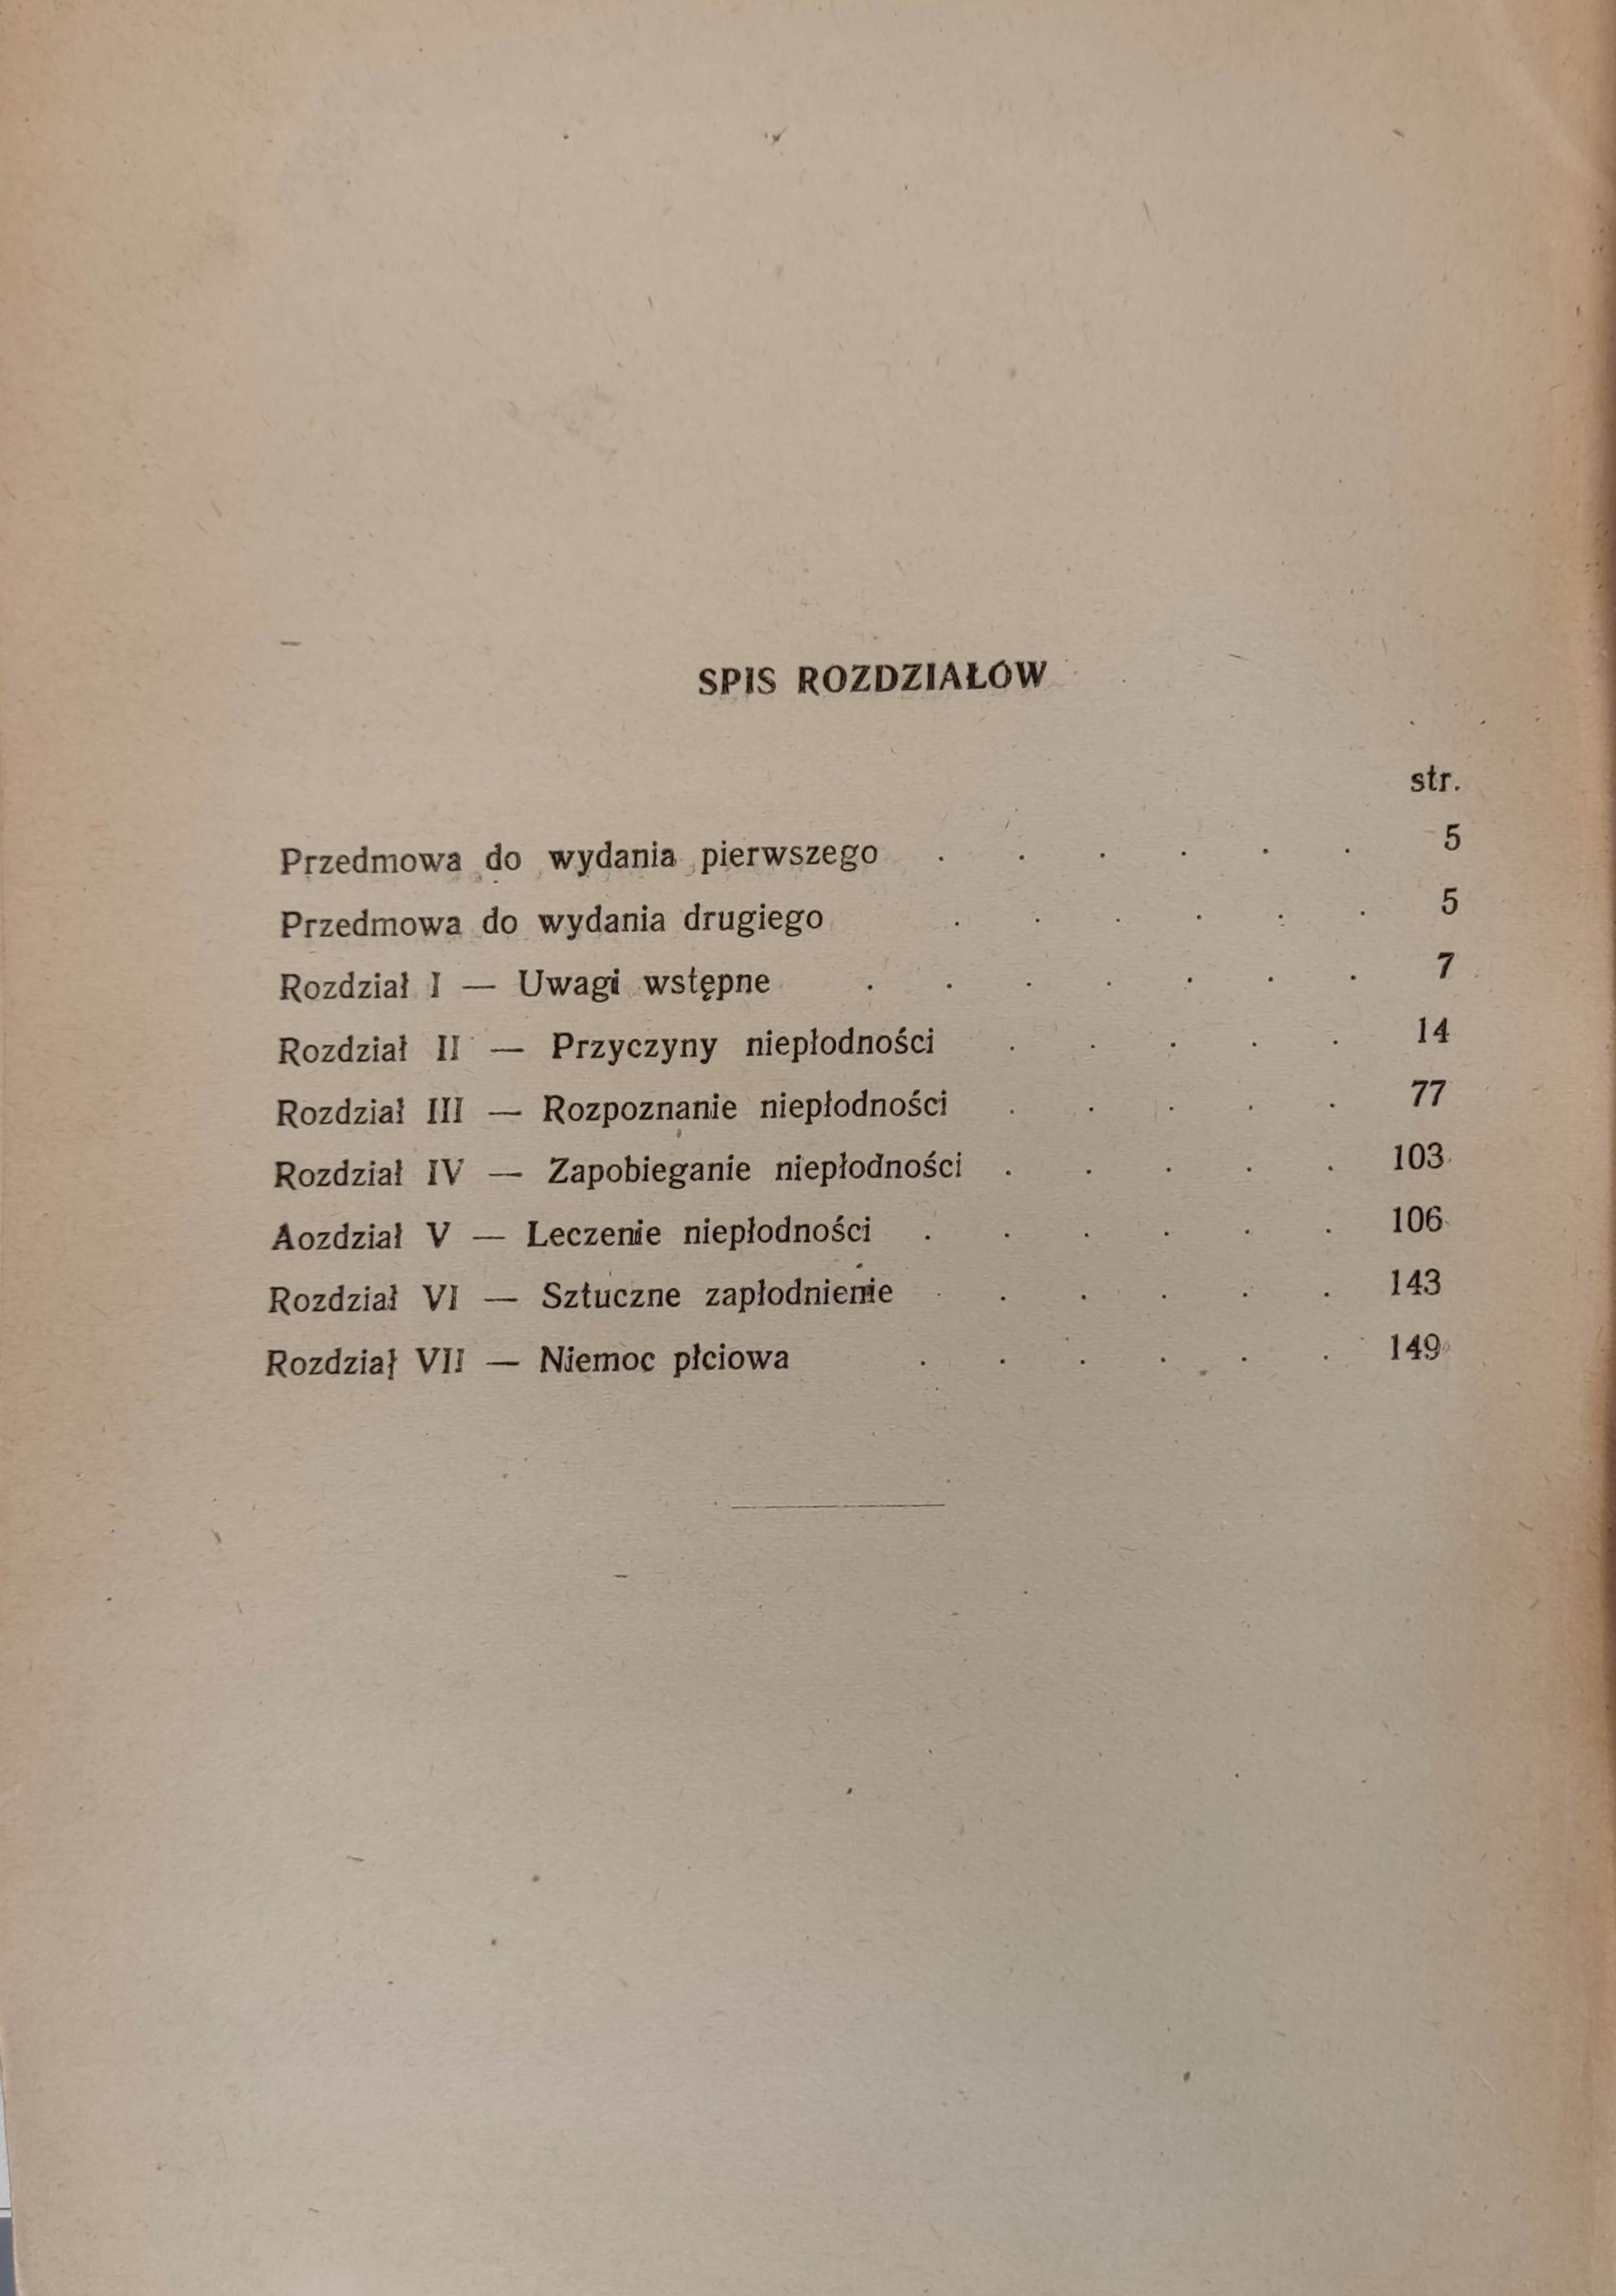 SPIS ROZDZIAŁÓW
str.
Przedmowa do wydania pierwszego . . . . . . 5
Przedmowa do wydania drugiego . . . . . . 5
Rozdział I — Uwagi wstępne . . . . . . . 7
Rozdział II — Przyczyny niepłodności . . . . . 14
Rozdział III — Rozpoznanie niepłodności . . . . . 77
Rozdział IV — Zapobieganie niepłodności . . . . . 103
Aozdział V — Leczenie niepłodności . . . . . . 106
Rozdział VI — Sztuczne zapłodnienie . . . . . . 143
Rozdział VII — Niemoc płciowa . . . . . . 149